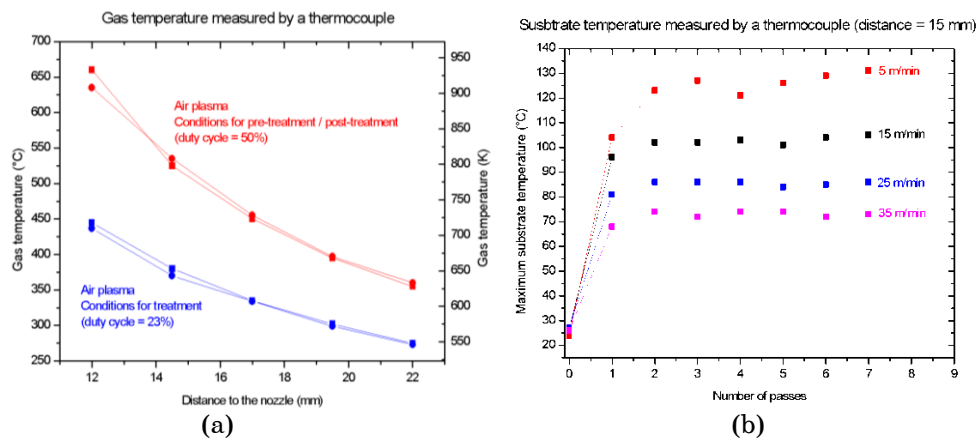 Gas temperature measured by a thermocouple
700
650
600
550
500
450
400
350
300
250
Gas temperature (°C)
950
900
850
800
750
700
650
600
550
Gas temperature (K)
Air plasma
Conditions for pre-treatment / post-treatment
(duty cycle = 50%)
Air plasma
Conditions for treatment
(duty cycle = 23%)
12 14 16 18 20 22
Distance to the nozzle (mm)
(a)
Susbtrate temperature measured by a thermocouple (distance = 15 mm)
140
130
120
110
100
90
80
70
60
50
40
30
20
Maximum substrate temperature (°C)
5 m/min
15 m/min
25 m/min
35 m/min
0 1 2 3 4 5 6 7 8 9
Number of passes
(b)